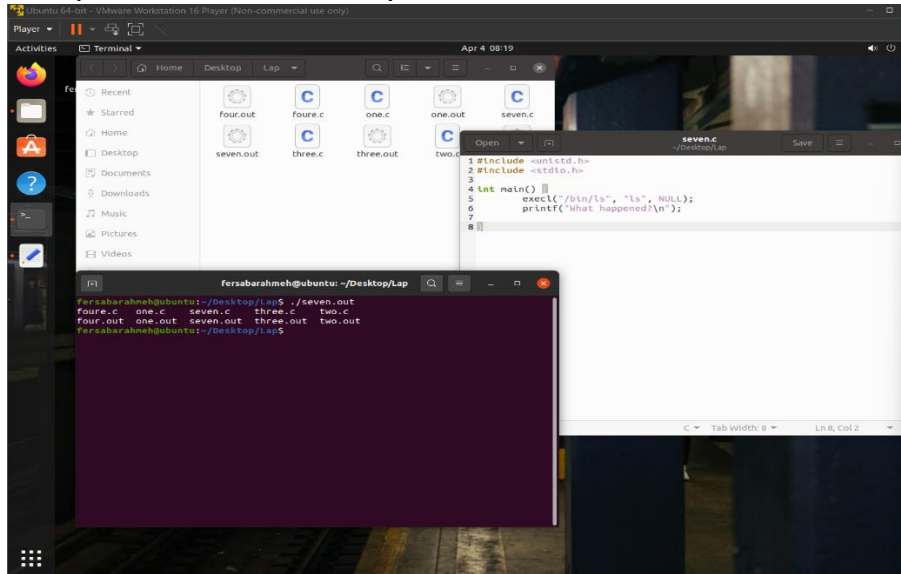 Ubuntu 64-bit - VMware Workstation 16 Player (Non-commercial use only)
Player
Activities
Terminal
Apr 4 08:19
Home Desktop Lap
Recent
Starred
Home
Desktop
Documents
Downloads
Music
Pictures
Videos
four.out foure.c one.c one.out seven.c
seven.out three.c three.out two.c
Open
seven.c
~/Desktop/Lap
Save
1 #include <unistd.h>
2 #include <stdio.h>
3
4 int main() {
5 execl("/bin/ls", "ls", NULL);
6 printf("What happened?\n");
7
8 }
C Tab Width: 8 Ln 8, Col 2
fersabarahmeh@ubuntu: ~/Desktop/Lap
fersabarahmeh@ubuntu:~/Desktop/Lap$ ./seven.out
foure.c one.c seven.c three.c two.c
four.out one.out seven.out three.out two.out
fersabarahmeh@ubuntu:~/Desktop/Lap$